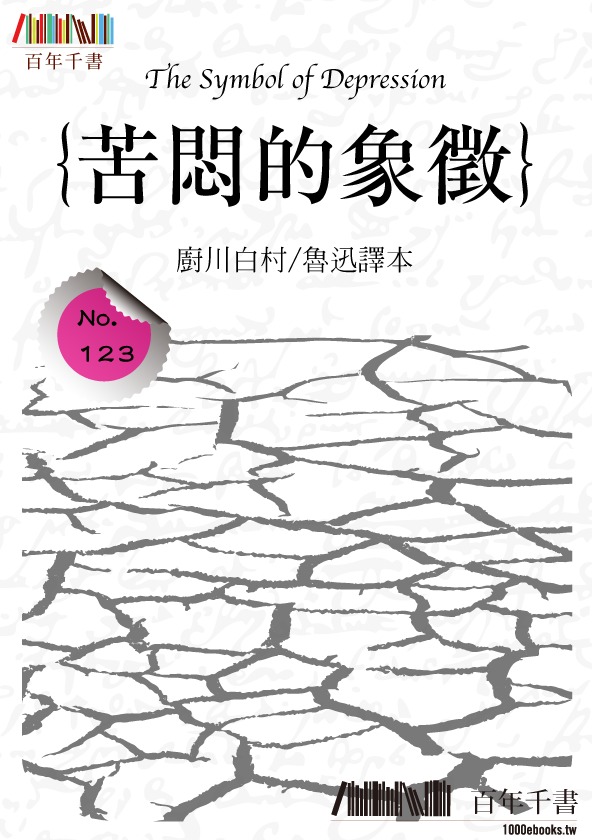 百年千書
The Symbol of Depression
{苦悶的象徵}
廚川白村/魯迅譯本
No.
123
百年千書
1000ebooks.tw